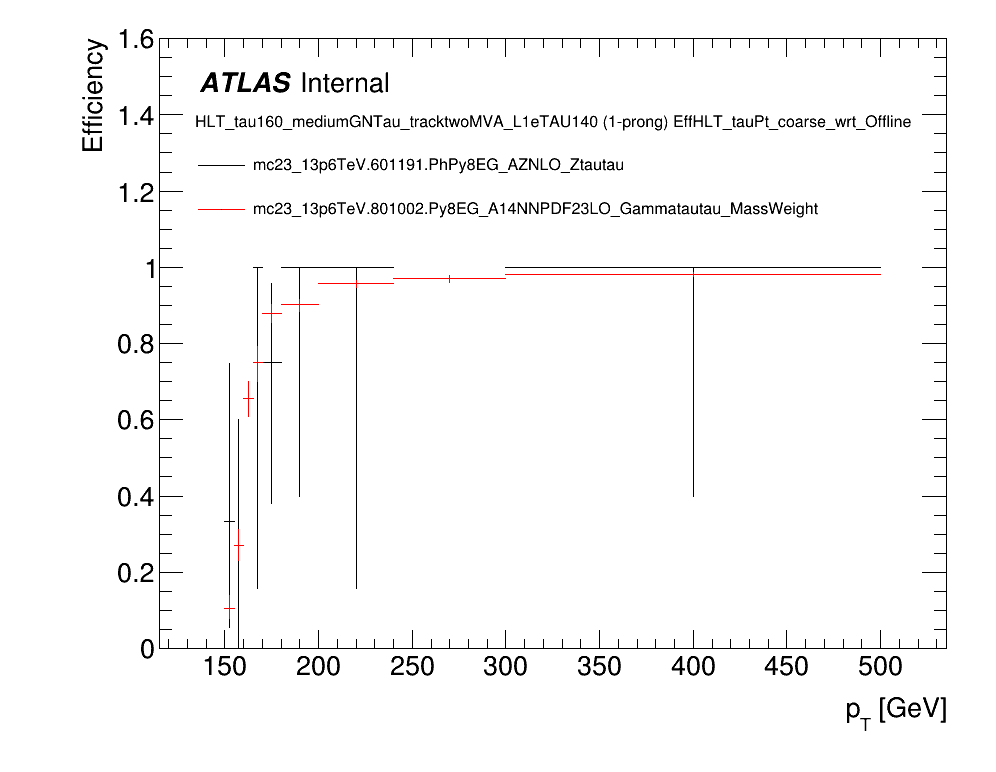 Efficiency
1.6
1.4
1.2
1
0.8
0.6
0.4
0.2
0
ATLAS Internal
HLT_tau160_mediumGNTau_tracktwoMVA_L1eTAU140 (1-prong) EffHLT_tauPt_coarse_wrt_Offline
mc23_13p6TeV.601191.PhPy8EG_AZNLO_Ztautau
mc23_13p6TeV.801002.Py8EG_A14NNPDF23LO_Gammatautau_MassWeight
150 200 250 300 350 400 450 500
p_T [GeV]